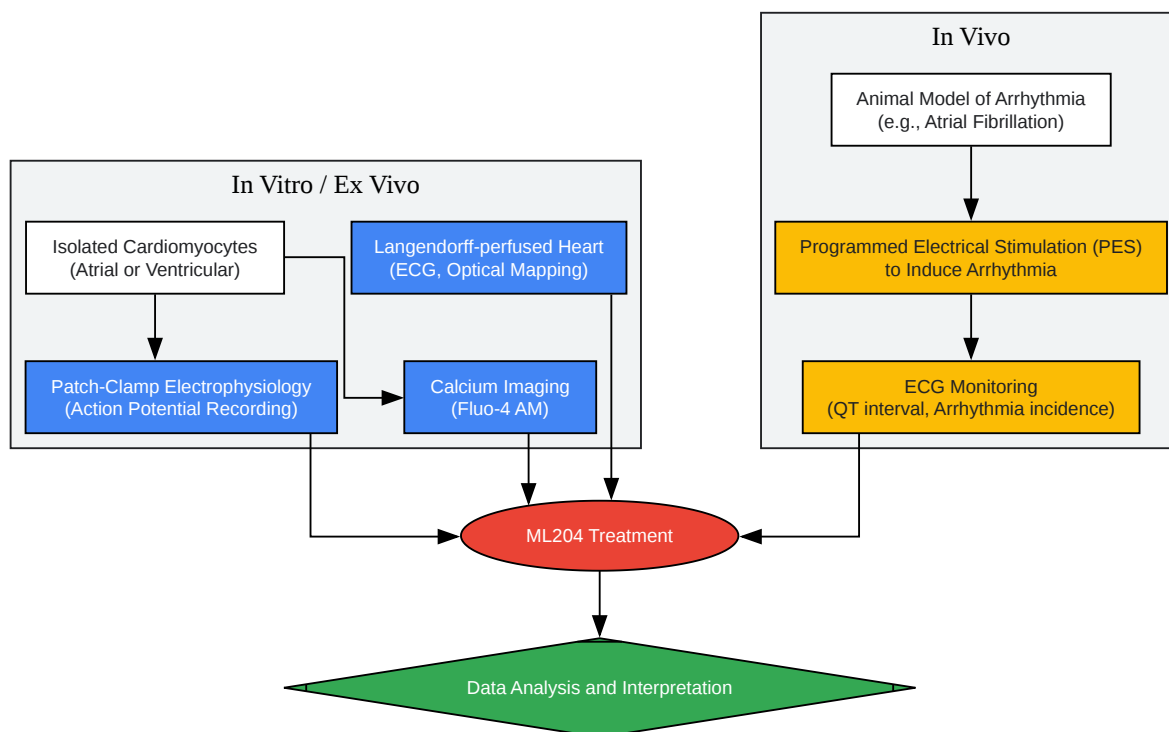 In Vivo
Animal Model of Arrhythmia
(e.g., Atrial Fibrillation)
In Vitro / Ex Vivo
Isolated Cardiomyocytes
(Atrial or Ventricular)
Langendorff-perfused Heart
(ECG, Optical Mapping)
Programmed Electrical Stimulation (PES)
to Induce Arrhythmia
Patch-Clamp Electrophysiology
(Action Potential Recording)
Calcium Imaging
(Fluo-4 AM)
ECG Monitoring
(QT interval, Arrhythmia incidence)
ML204 Treatment
Data Analysis and Interpretation